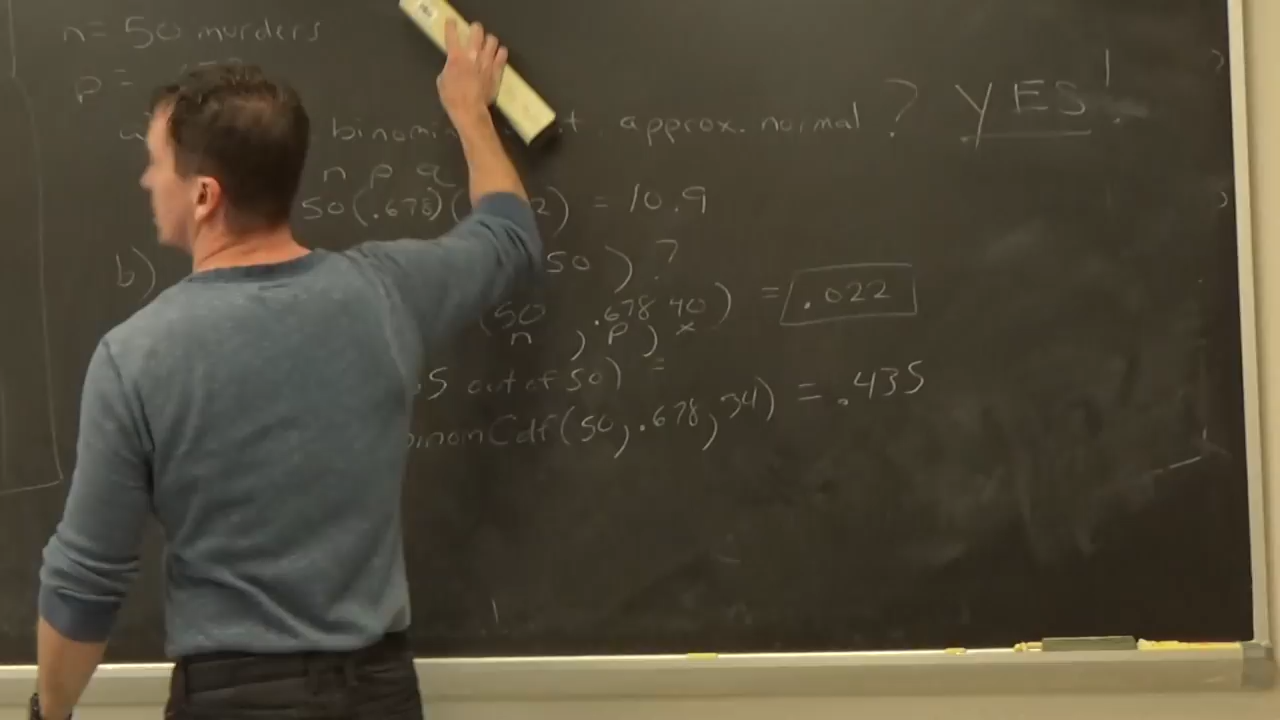 n = 50 murders
p =
a) binomi approx. normal ? YES!
n p q
50(.678)( 2) = 10.9
b) 50) ?
(50 .678 40) = .022
n , p , x
5 out of 50) =
binomCdf(50, .678, 34) = .435